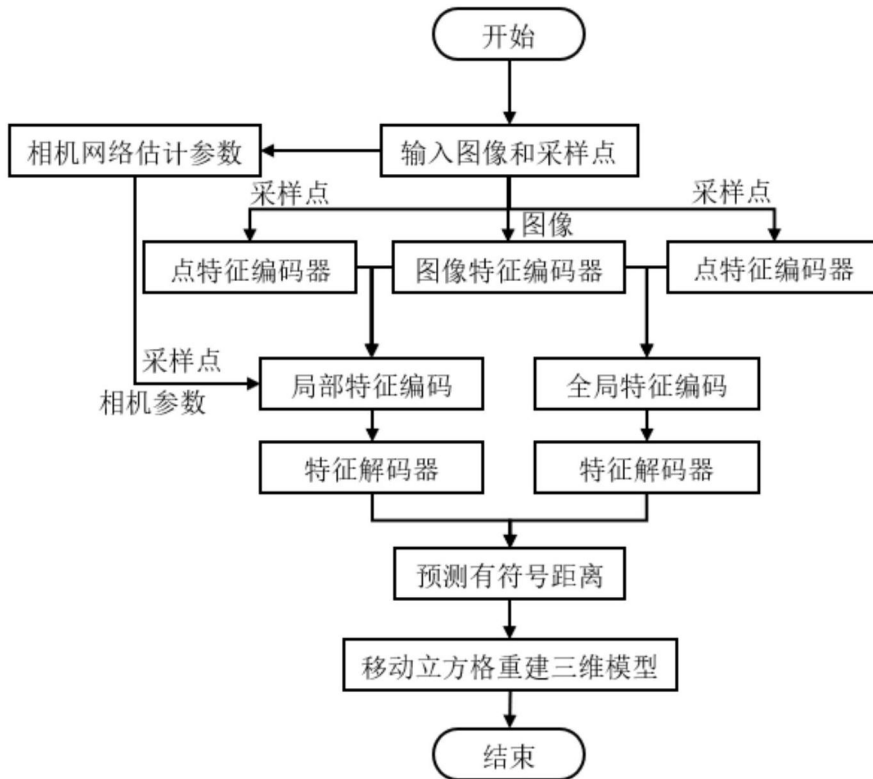 开始
相机网络估计参数
输入图像和采样点
采样点
采样点
图像
点特征编码器
图像特征编码器
点特征编码器
采样点
相机参数
局部特征编码
全局特征编码
特征解码器
特征解码器
预测有符号距离
移动立方格重建三维模型
结束